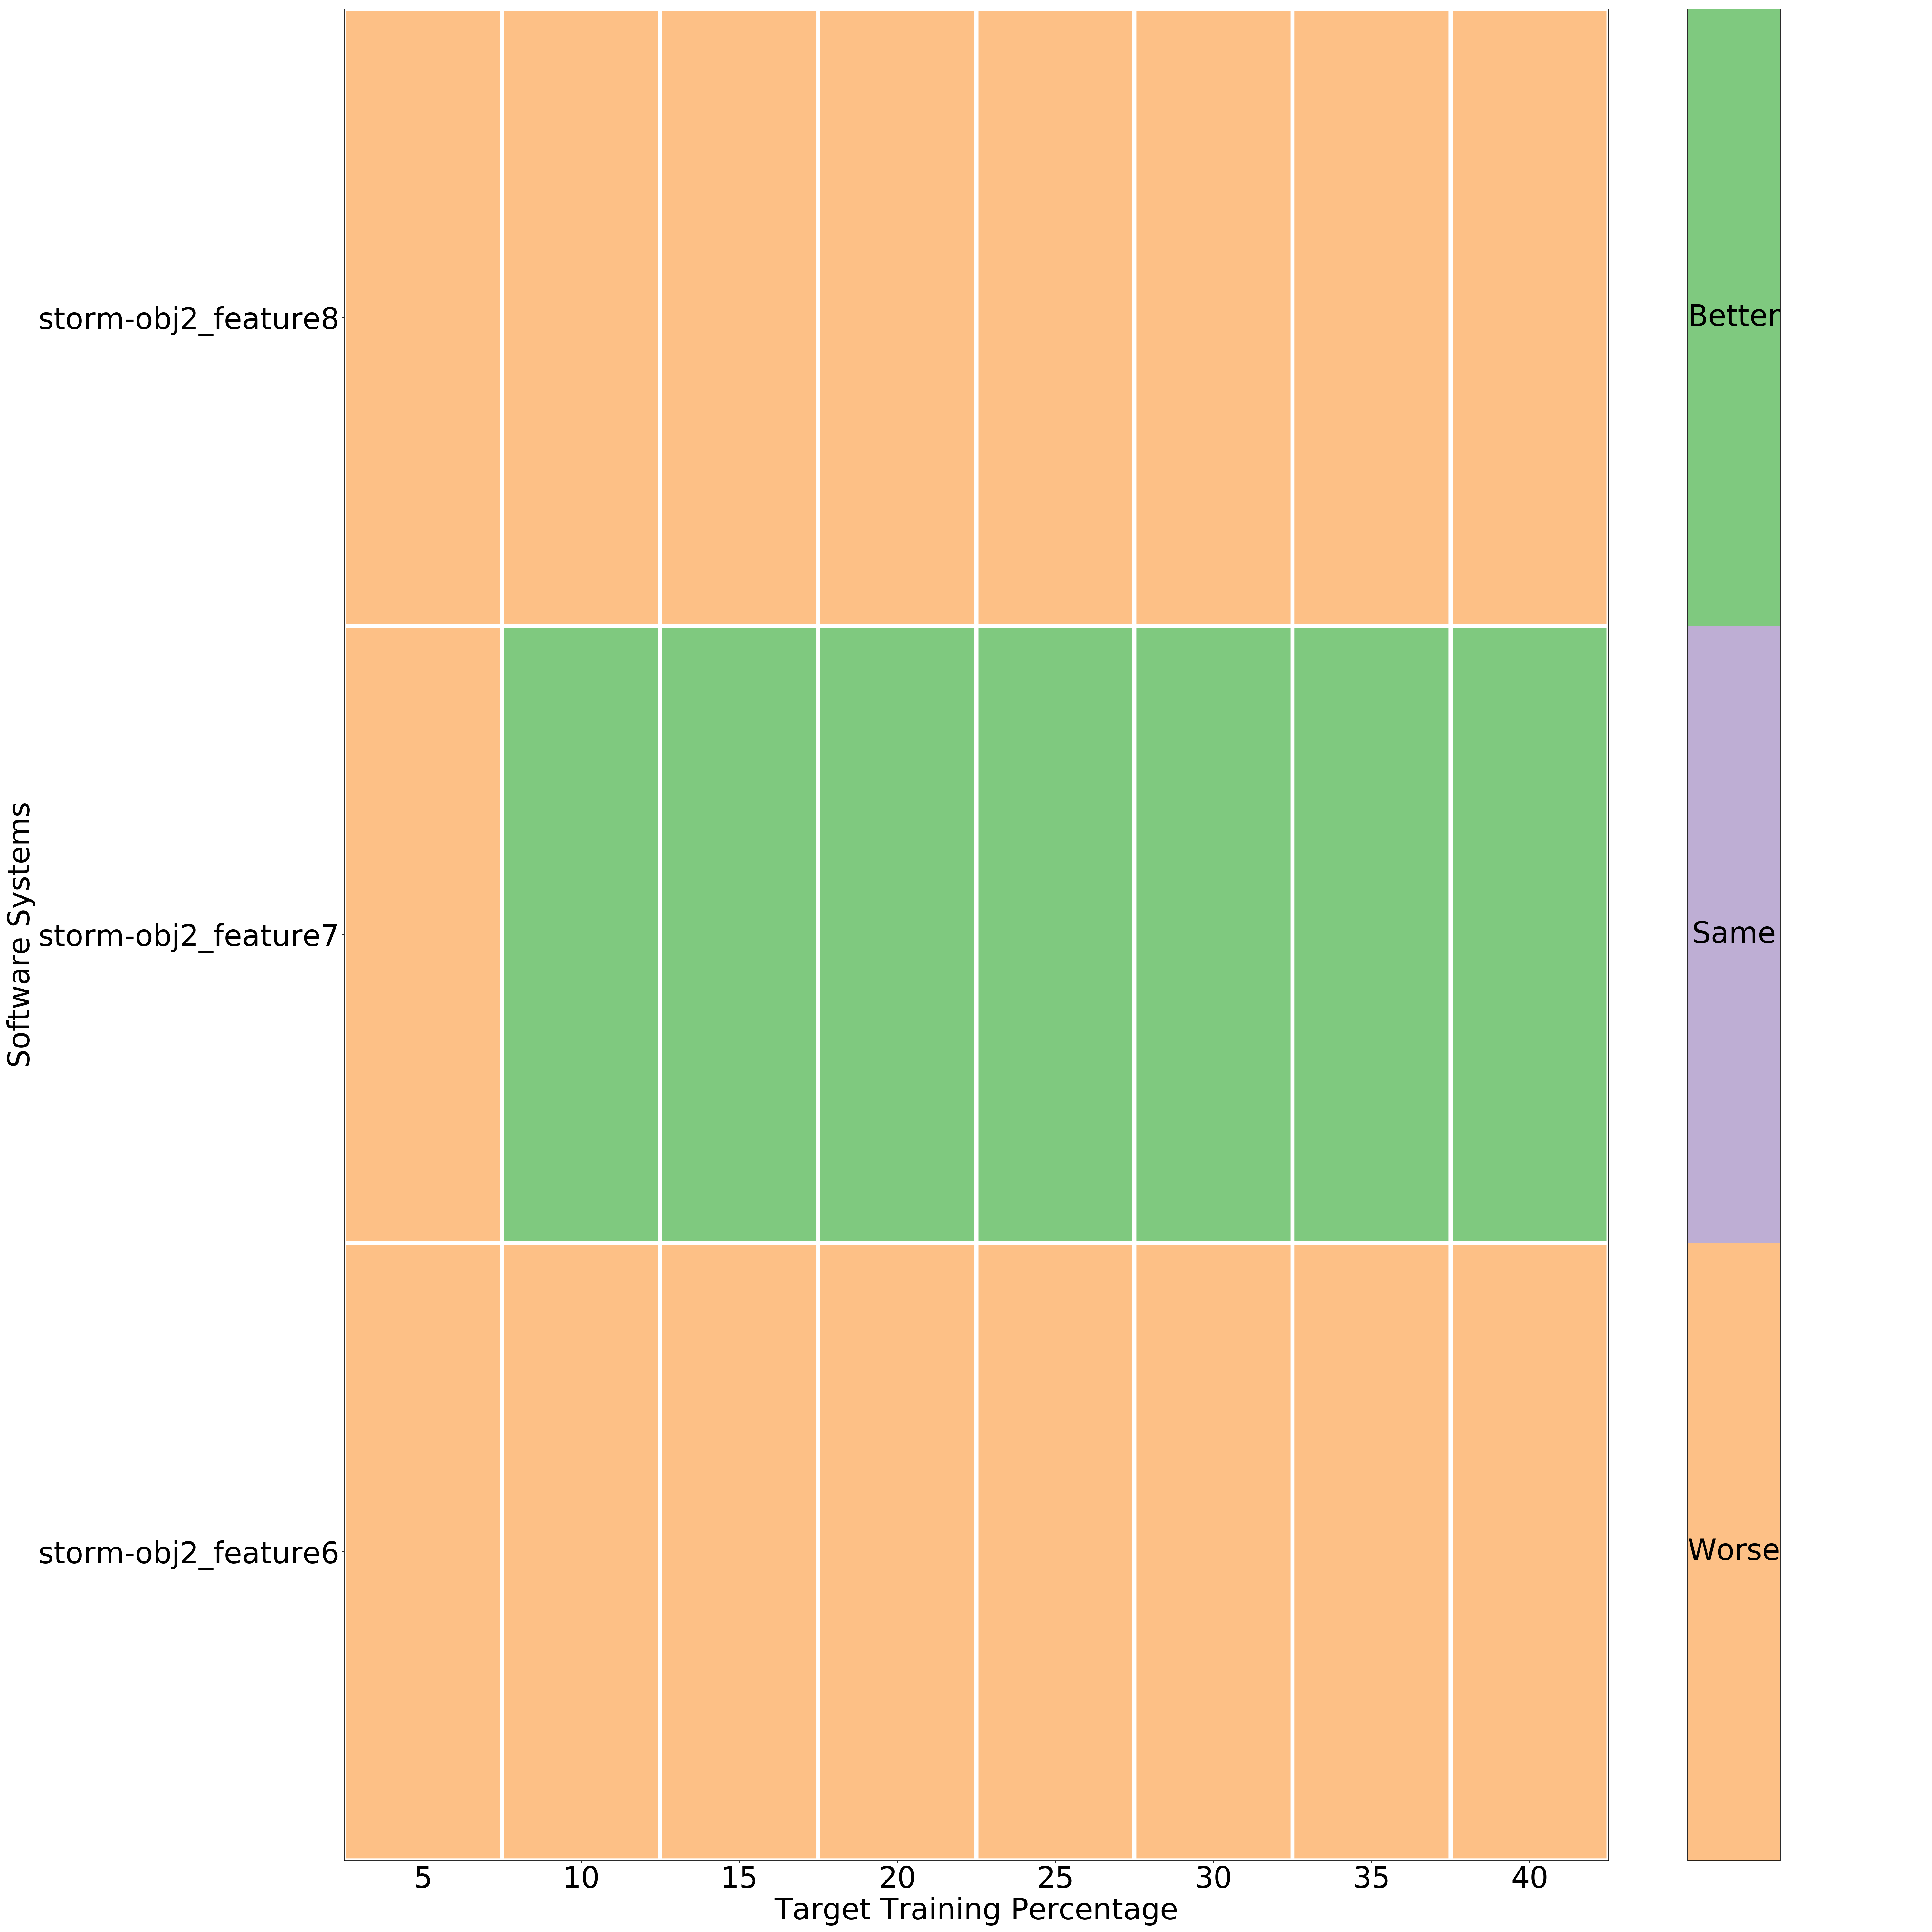 storm-obj2_feature8
storm-obj2_feature7
storm-obj2_feature6
Software Systems
5 10 15 20 25 30 35 40
Target Training Percentage
Better
Same
Worse